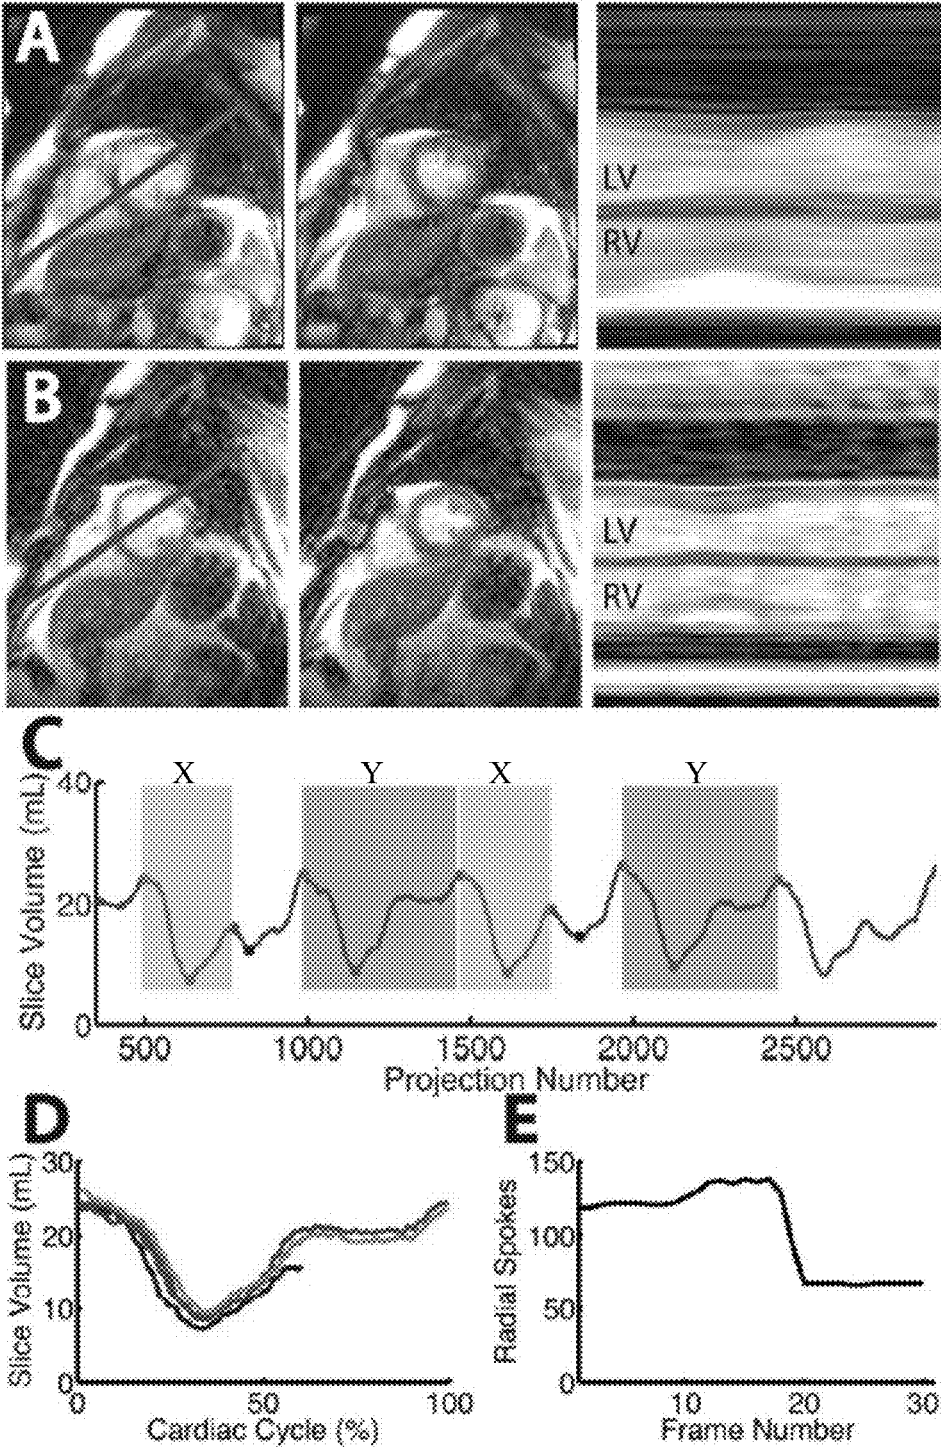 A
LV
RV
B
LV
RV
C
X Y X Y
Slice Volume (mL)
40
20
0
500 1000 1500 2000 2500
Projection Number
D
Slice Volume (mL)
30
20
10
0
0 50 100
Cardiac Cycle (%)
E
Radial Spokes
150
100
50
0
10 20 30
Frame Number